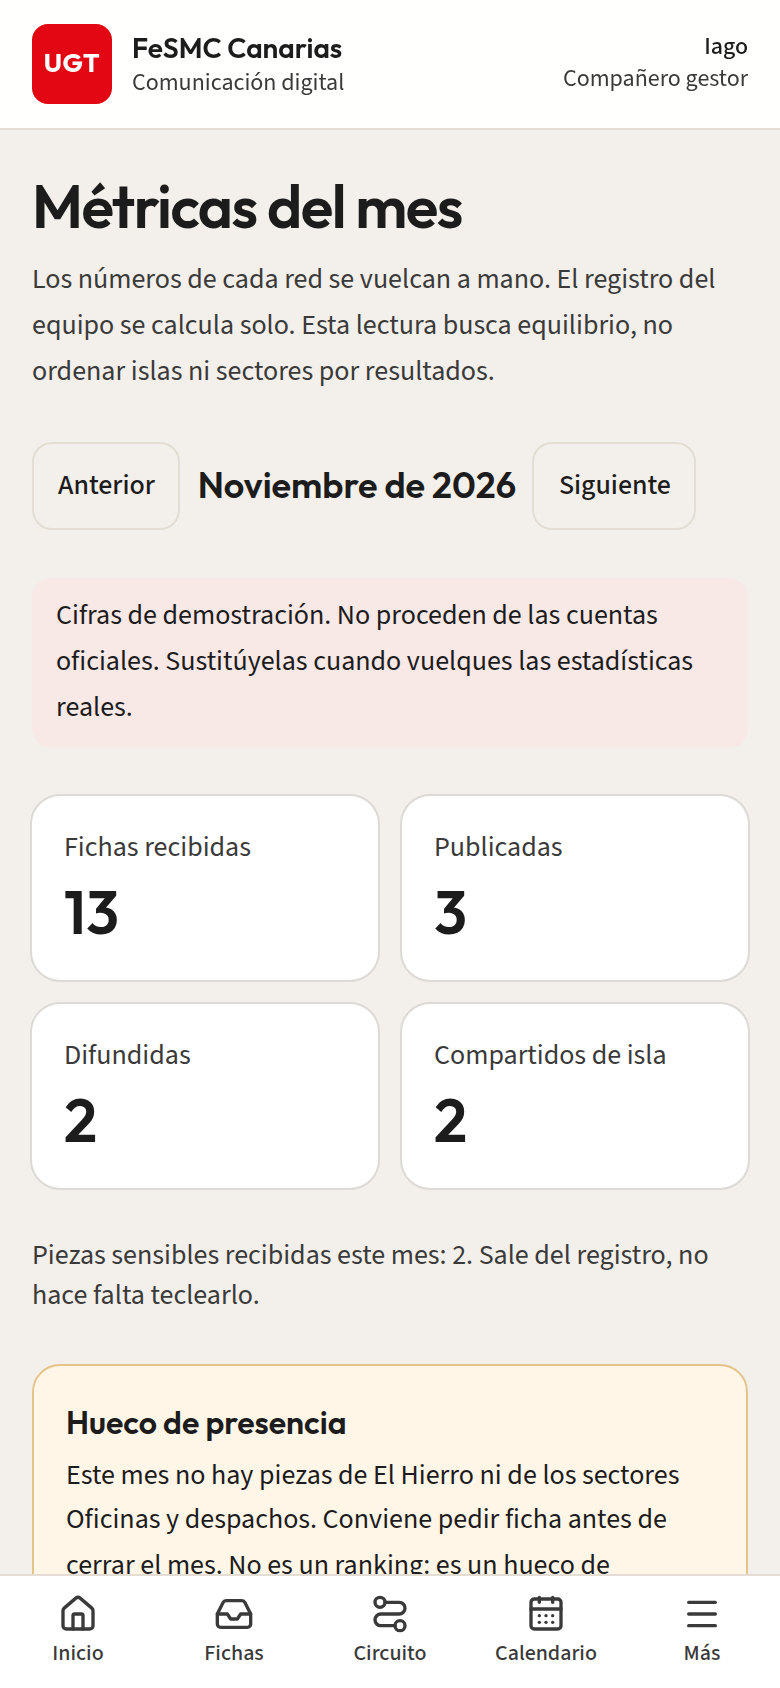 UGT
FeSMC Canarias
Comunicación digital
Iago
Compañero gestor
Métricas del mes
Los números de cada red se vuelcan a mano. El registro del
equipo se calcula solo. Esta lectura busca equilibrio, no
ordenar islas ni sectores por resultados.
Anterior
Noviembre de 2026
Siguiente
Cifras de demostración. No proceden de las cuentas
oficiales. Sustitúyelas cuando vuelques las estadísticas
reales.
Fichas recibidas
13
Publicadas
3
Difundidas
2
Compartidos de isla
2
Piezas sensibles recibidas este mes: 2. Sale del registro, no
hace falta teclearlo.
Hueco de presencia
Este mes no hay piezas de El Hierro ni de los sectores
Oficinas y despachos. Conviene pedir ficha antes de
cerrar el mes. No es un ranking: es un hueco de
Inicio
Fichas
Circuito
Calendario
Más